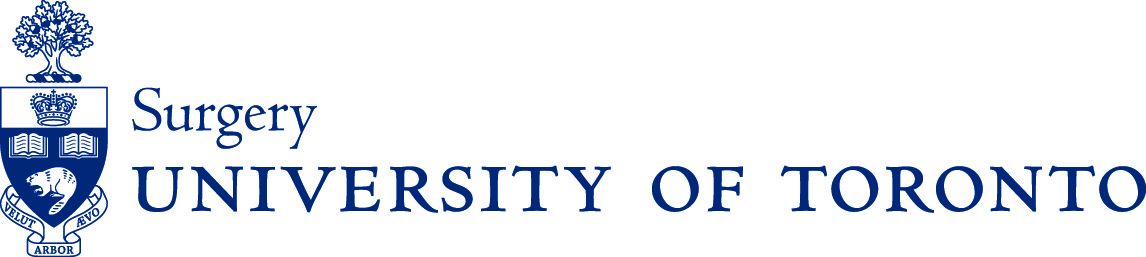 Surgery
UNIVERSITY OF TORONTO
VELUT ARBOR ÆVO